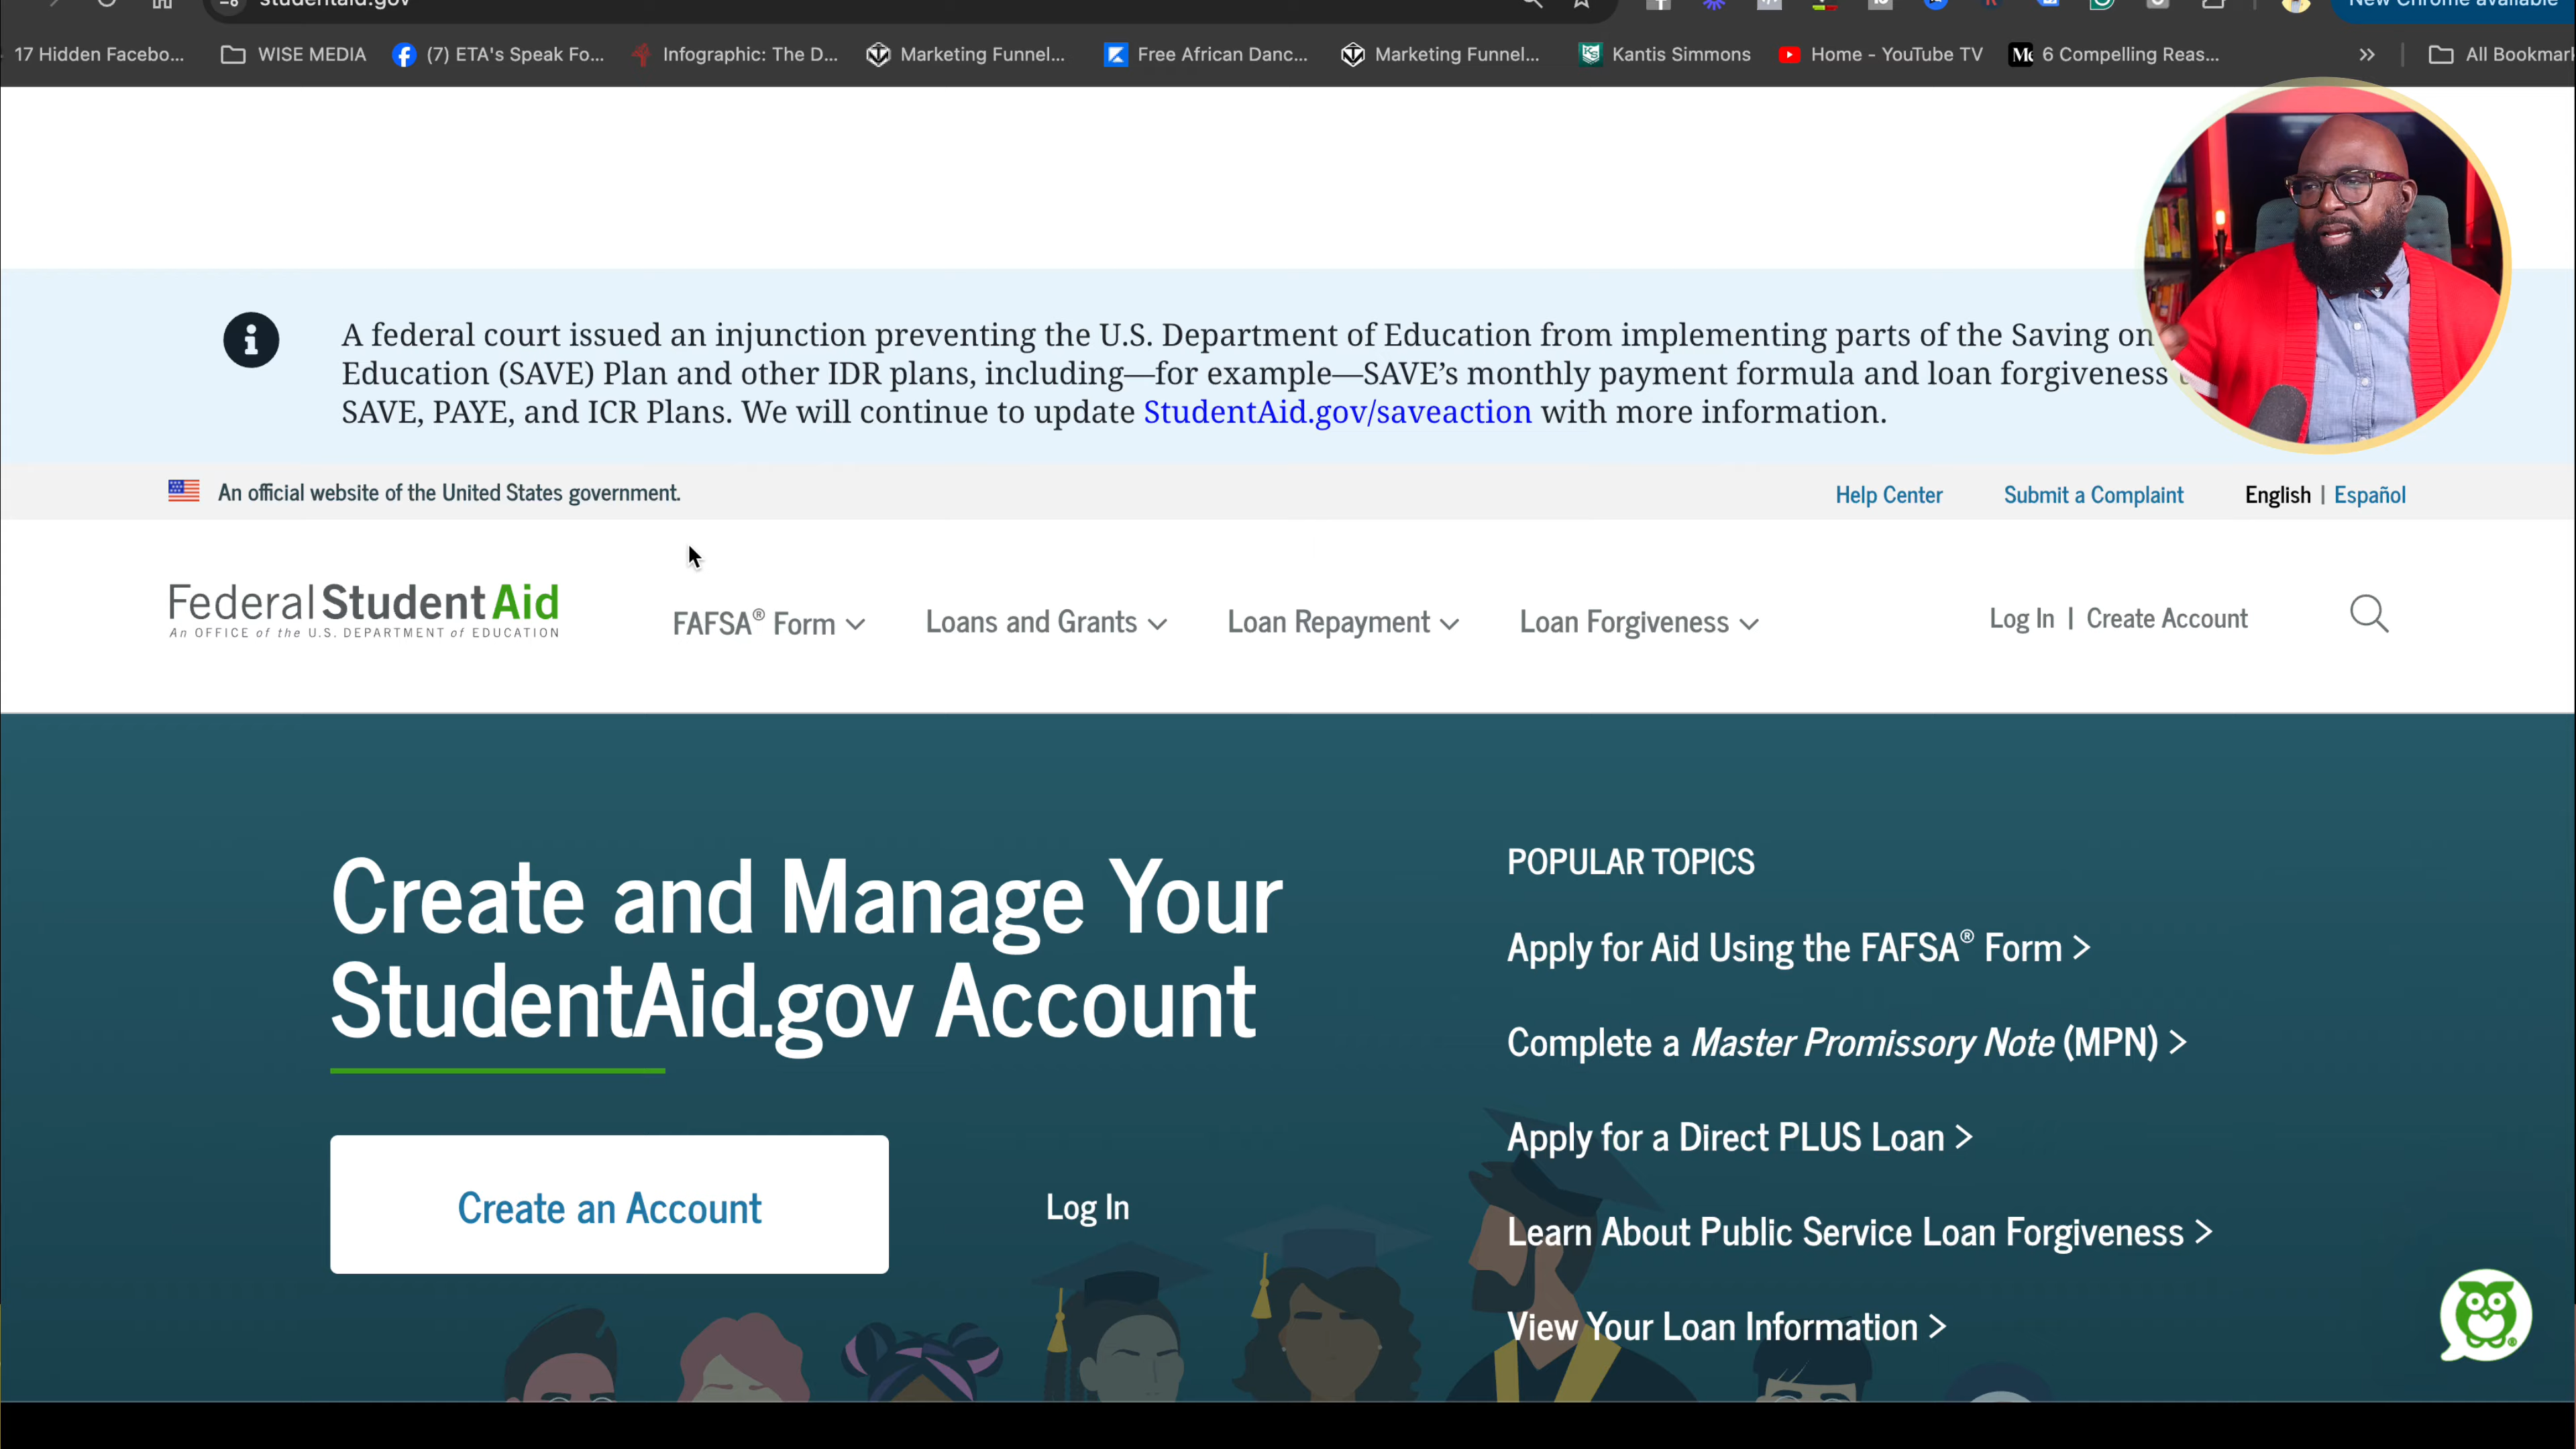 studentaid.gov
New Chrome available
17 Hidden Facebo...
WISE MEDIA
(7) ETA's Speak Fo...
Infographic: The D...
Marketing Funnel...
Free African Danc...
Marketing Funnel...
Kantis Simmons
Home - YouTube TV
6 Compelling Reas...
All Bookmar
A federal court issued an injunction preventing the U.S. Department of Education from implementing parts of the Saving on
Education (SAVE) Plan and other IDR plans, including—for example—SAVE’s monthly payment formula and loan forgiveness
SAVE, PAYE, and ICR Plans. We will continue to update StudentAid.gov/saveaction with more information.
An official website of the United States government.
Help Center
Submit a Complaint
English | Español
Federal Student Aid
An OFFICE of the U.S. DEPARTMENT of EDUCATION
FAFSA® Form
Loans and Grants
Loan Repayment
Loan Forgiveness
Log In | Create Account
Create and Manage Your
StudentAid.gov Account
Create an Account
Log In
POPULAR TOPICS
Apply for Aid Using the FAFSA® Form >
Complete a Master Promissory Note (MPN) >
Apply for a Direct PLUS Loan >
Learn About Public Service Loan Forgiveness >
View Your Loan Information >